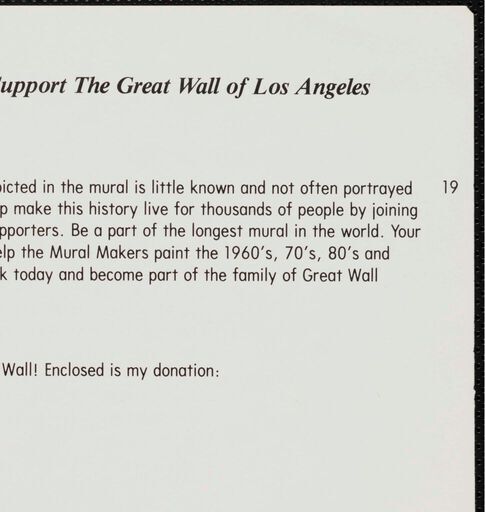 upport The Great Wall of Los Angeles
icted in the mural is little known and not often portrayed 19
p make this history live for thousands of people by joining
pporters. Be a part of the longest mural in the world. Your
elp the Mural Makers paint the 1960's, 70's, 80's and
k today and become part of the family of Great Wall
Wall! Enclosed is my donation: